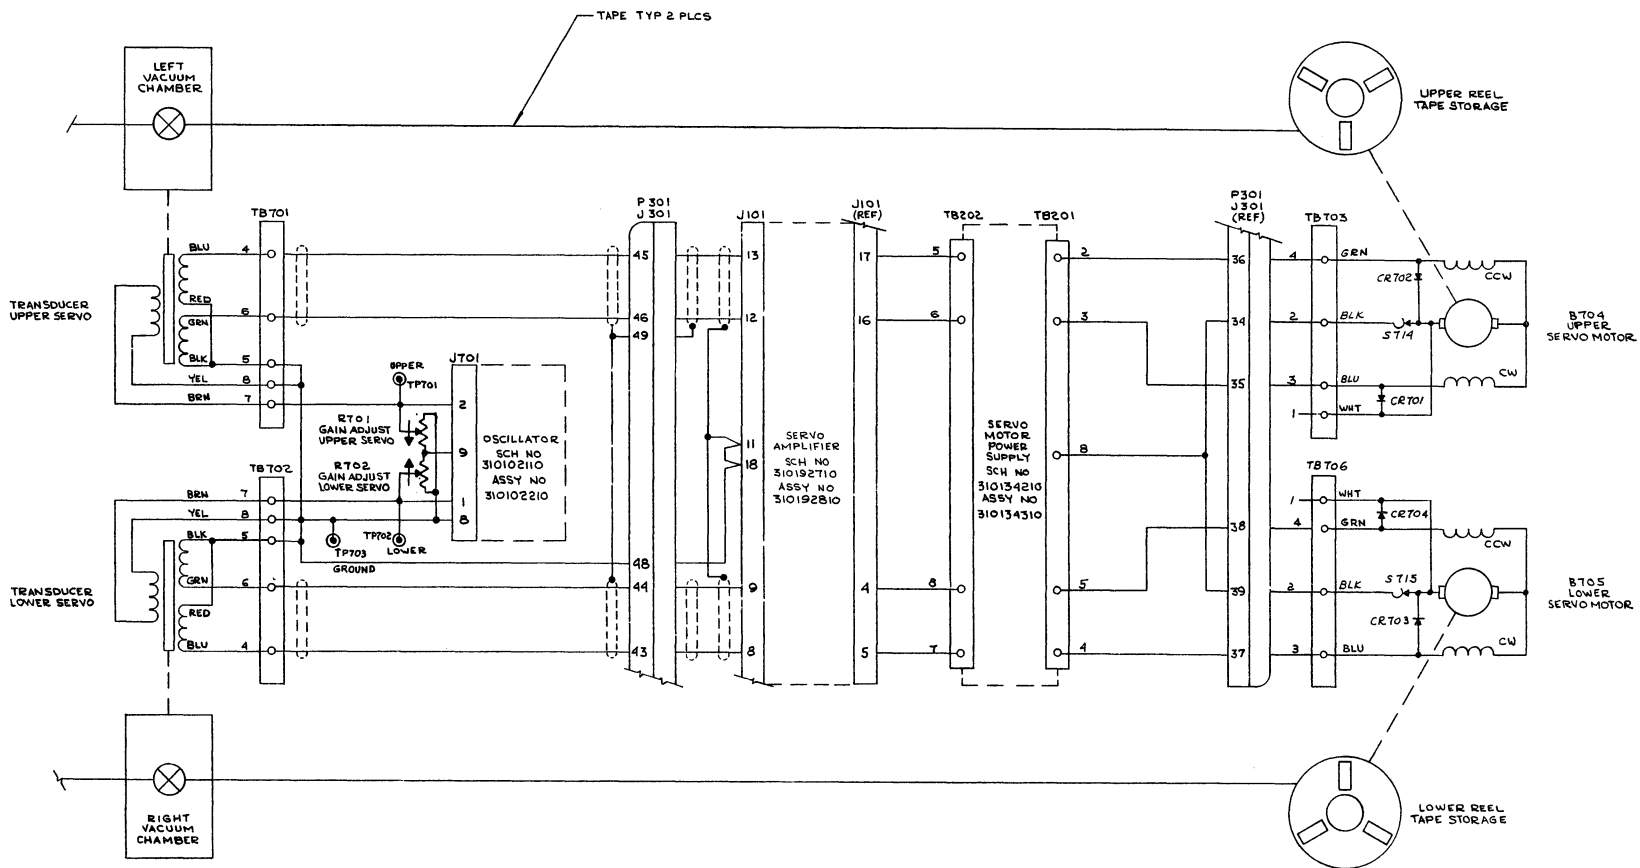 TAPE TYP 2 PLCS
LEFT
VACUUM
CHAMBER
UPPER REEL
TAPE STORAGE
TB701
P301
J301
J101
J101
(REF)
TB202
TB201
P301
J301
(REF)
TB703
BLU
4
45
13
17
5
2
36
4
GRN
CCW
CR702
RED
TRANSDUCER
UPPER SERVO
GRN
6
46
12
16
6
3
34
2
BLK
S714
B704
UPPER
SERVO MOTOR
49
BLK
5
YEL
8
BRN
7
UPPER
TP701
J701
2
35
3
BLU
CW
CR701
1
WHT
R701
GAIN ADJUST
UPPER SERVO
R702
GAIN ADJUST
LOWER SERVO
9
OSCILLATOR
SCH NO
310102110
ASSY NO
310102210
11
18
SERVO
AMPLIFIER
SCH NO
310192710
ASSY NO
310192810
SERVO
MOTOR
POWER
SUPPLY
SCH NO
310134210
ASSY NO
310134310
8
TB702
TB706
BRN
7
1
1
WHT
CR704
YEL
8
8
38
4
GRN
CCW
BLK
5
TP703
GROUND
TP702
LOWER
48
TRANSDUCER
LOWER SERVO
GRN
6
44
9
4
8
5
39
2
BLK
S715
B705
LOWER
SERVO MOTOR
RED
CR703
BLU
4
43
8
5
7
4
37
3
BLU
CW
RIGHT
VACUUM
CHAMBER
LOWER REEL
TAPE STORAGE